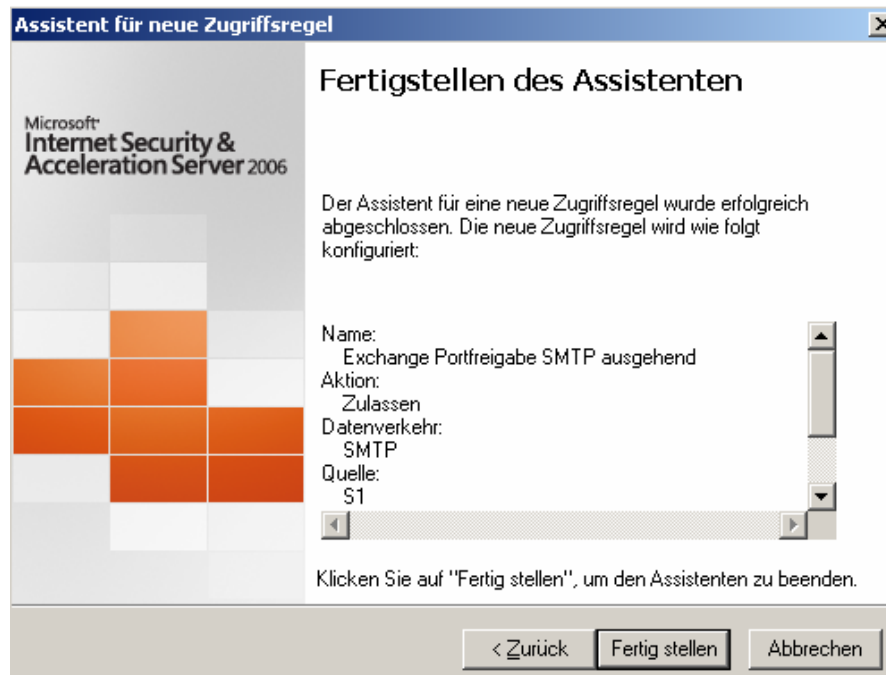 Assistent für neue Zugriffsregel
Microsoft
Internet Security &
Acceleration Server 2006
Fertigstellen des Assistenten
Der Assistent für eine neue Zugriffsregel wurde erfolgreich
abgeschlossen. Die neue Zugriffsregel wird wie folgt
konfiguriert:
Name:
Exchange Portfreigabe SMTP ausgehend
Aktion:
Zulassen
Datenverkehr:
SMTP
Quelle:
S1
Klicken Sie auf "Fertig stellen", um den Assistenten zu beenden.
< Zurück
Fertig stellen
Abbrechen